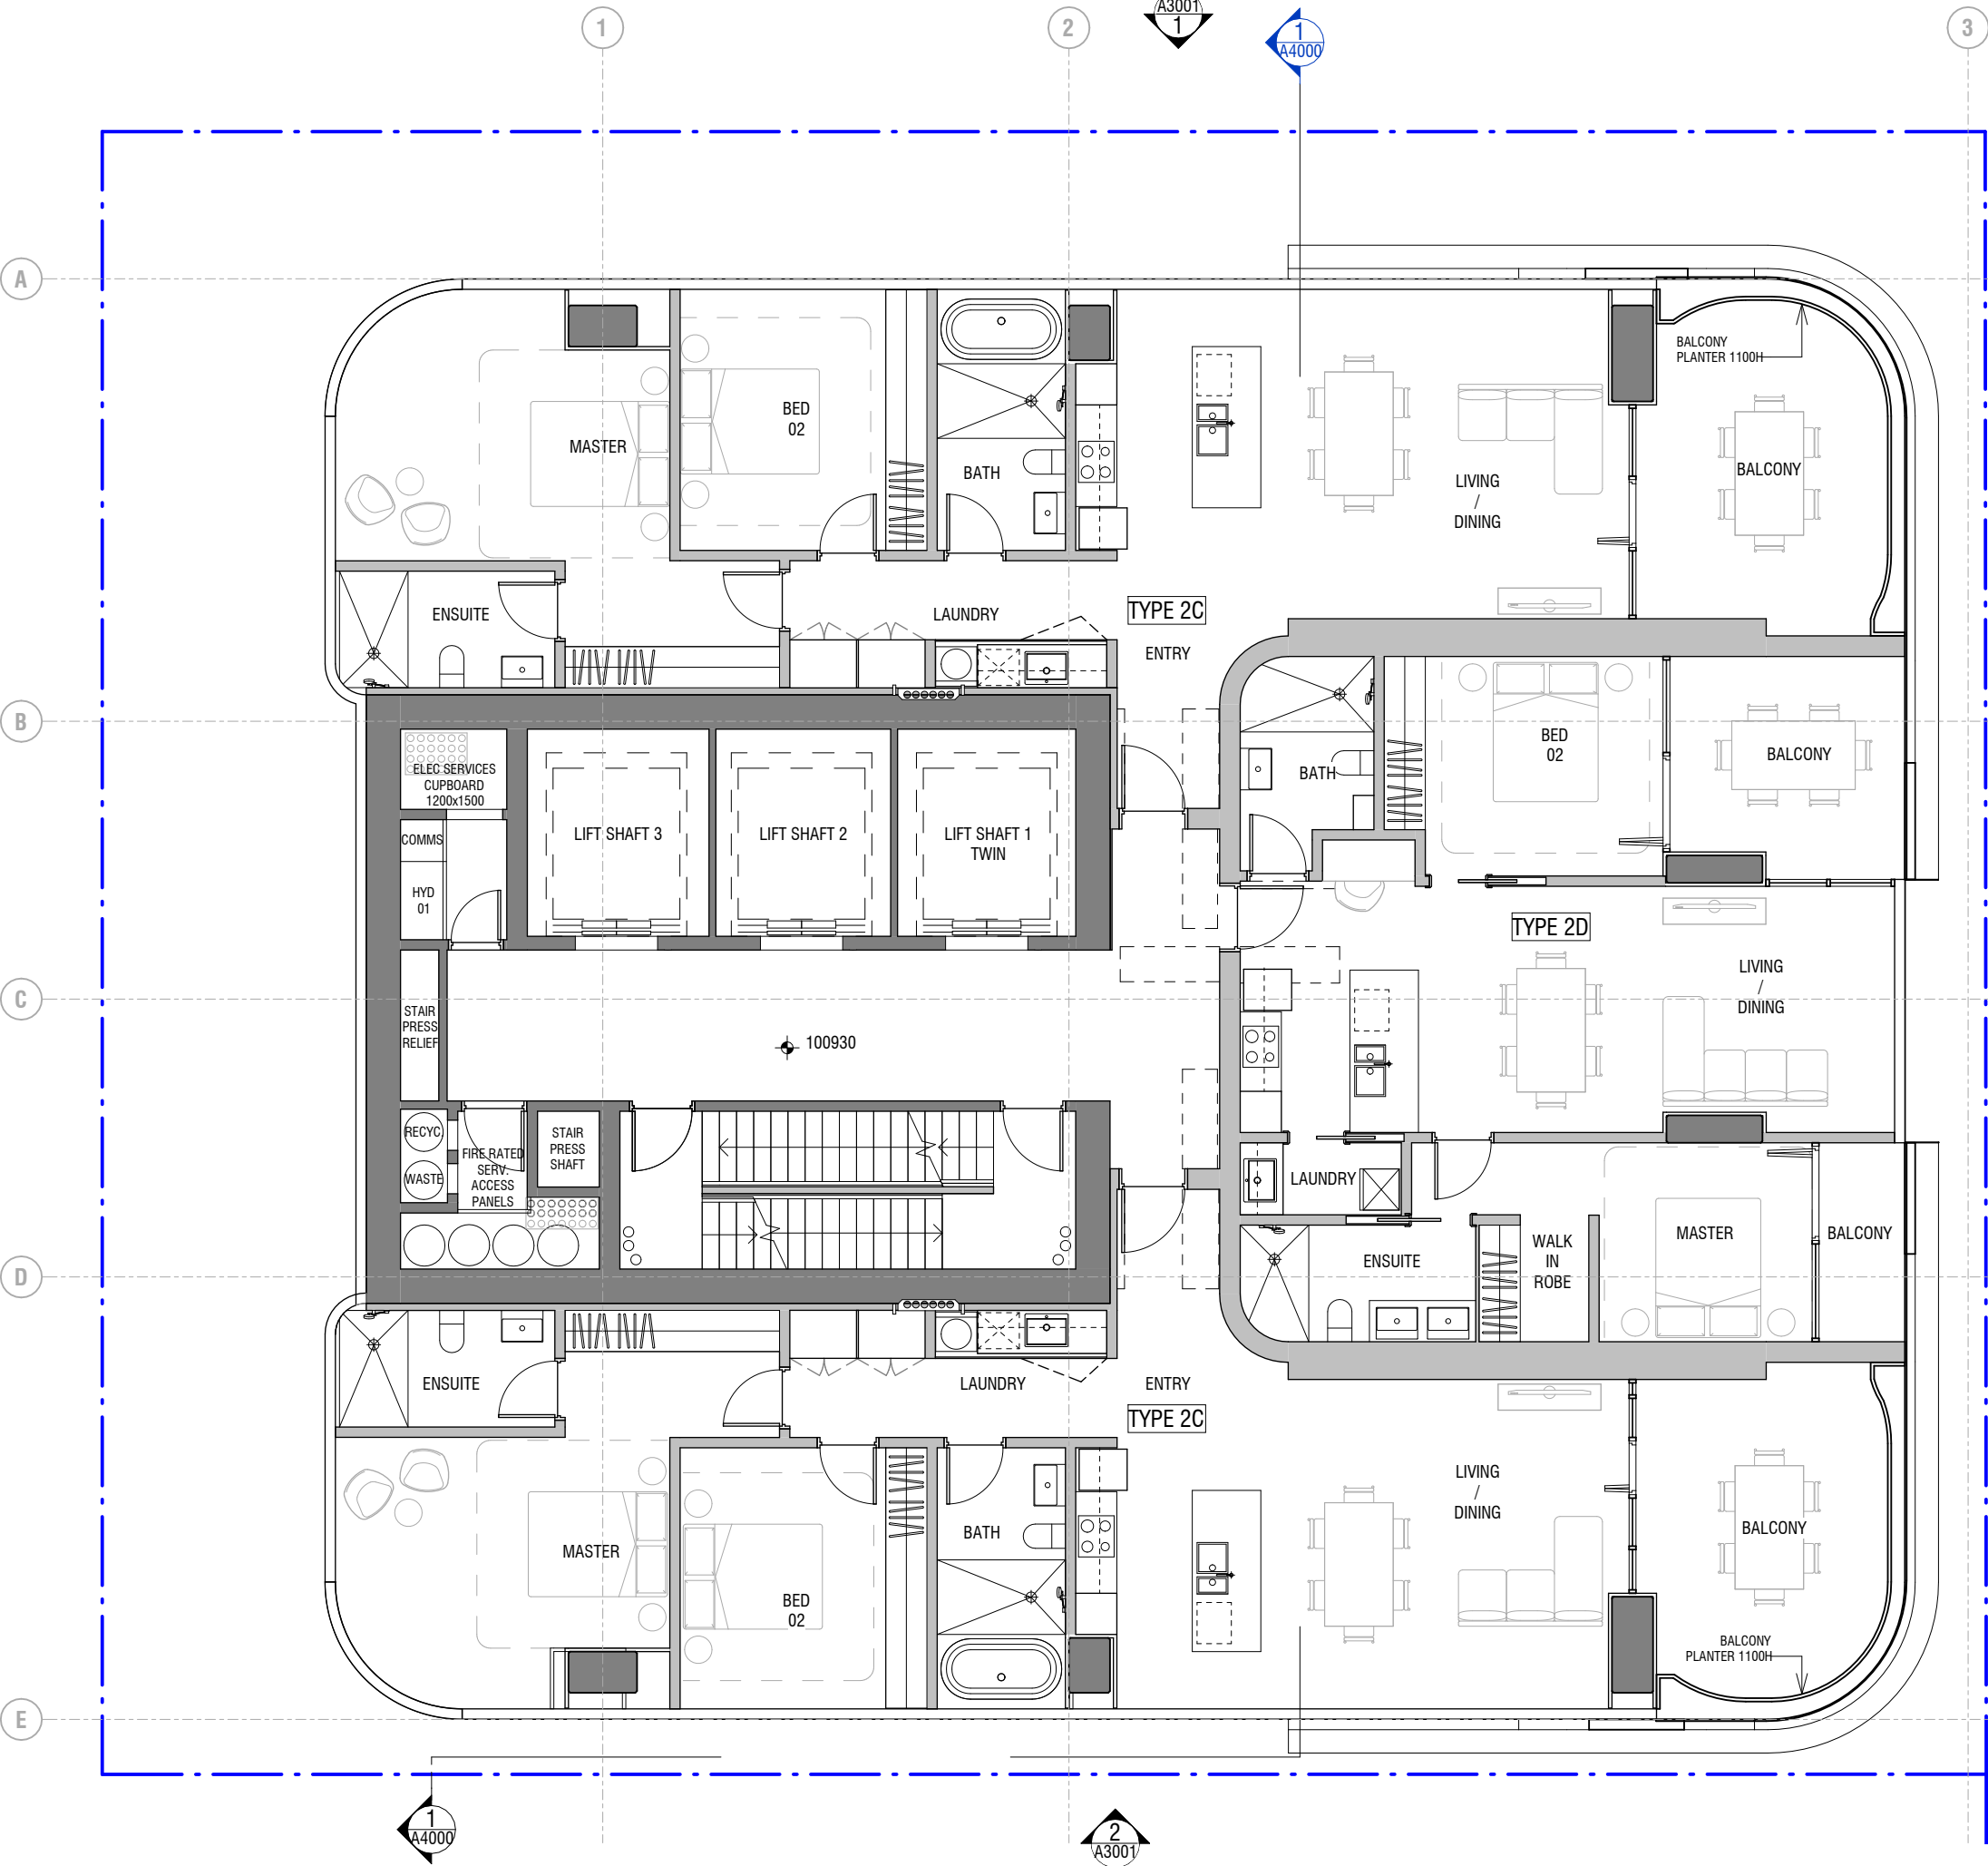 A3001
1
1
A4000
1
2
3
A
BALCONY
PLANTER 1100H
BED
02
MASTER
BATH
LIVING
/
DINING
BALCONY
ENSUITE
LAUNDRY
TYPE 2C
ENTRY
B
ELEC SERVICES
CUPBOARD
1200x1500
BED
02
BALCONY
BATH
COMMS
LIFT SHAFT 3
LIFT SHAFT 2
LIFT SHAFT 1
TWIN
HYD
01
TYPE 2D
LIVING
/
DINING
C
STAIR
PRESS
RELIEF
100930
RECYC.
WASTE
FIRE RATED
SERV.
ACCESS
PANELS
STAIR
PRESS
SHAFT
LAUNDRY
MASTER
BALCONY
WALK
IN
ROBE
ENSUITE
D
ENSUITE
LAUNDRY
ENTRY
TYPE 2C
LIVING
/
DINING
BATH
BALCONY
MASTER
BED
02
BALCONY
PLANTER 1100H
E
1
A4000
2
A3001